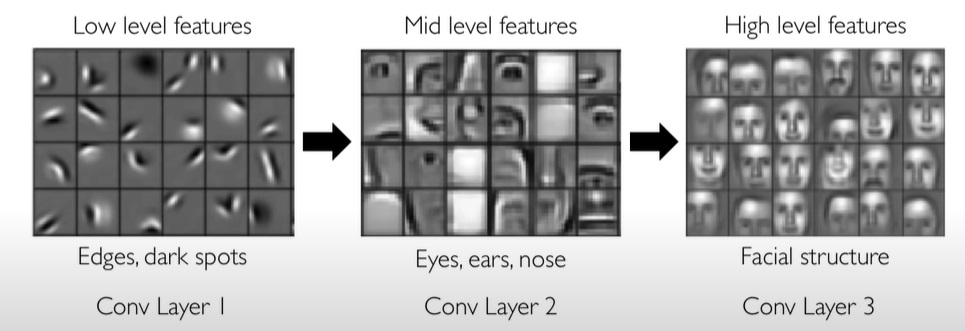 Low level features
Mid level features
High level features
Edges, dark spots
Eyes, ears, nose
Facial structure
Conv Layer 1
Conv Layer 2
Conv Layer 3